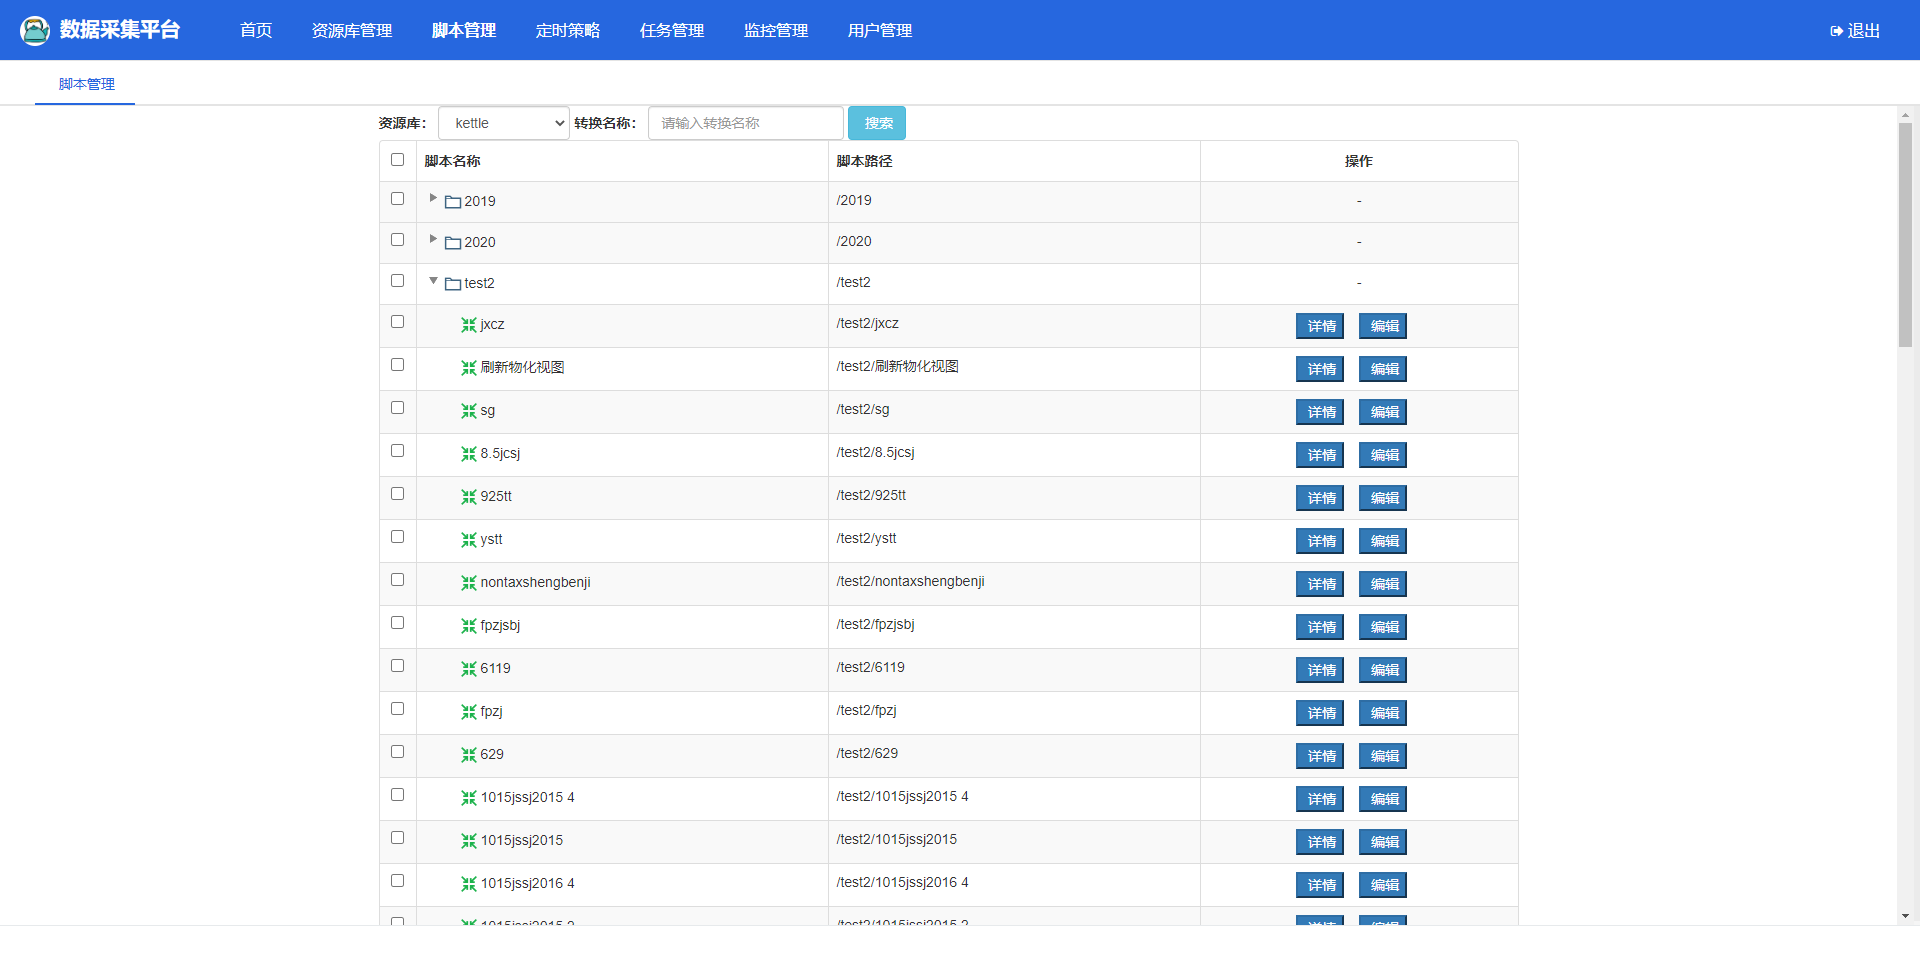 数据采集平台 首页 资源库管理 脚本管理 定时策略 任务管理 监控管理 用户管理 退出
脚本管理
资源库： kettle 转换名称： 请输入转换名称 搜索
脚本名称 脚本路径 操作
2019 /2019 -
2020 /2020 -
test2 /test2 -
jxcz /test2/jxcz 详情 编辑
刷新物化视图 /test2/刷新物化视图 详情 编辑
sg /test2/sg 详情 编辑
8.5jcsj /test2/8.5jcsj 详情 编辑
925tt /test2/925tt 详情 编辑
ystt /test2/ystt 详情 编辑
nontaxshengbenji /test2/nontaxshengbenji 详情 编辑
fpzjsbj /test2/fpzjsbj 详情 编辑
6119 /test2/6119 详情 编辑
fpzj /test2/fpzj 详情 编辑
629 /test2/629 详情 编辑
1015jssj2015 4 /test2/1015jssj2015 4 详情 编辑
1015jssj2015 /test2/1015jssj2015 详情 编辑
1015jssj2016 4 /test2/1015jssj2016 4 详情 编辑
1015jssj2015 2 /test2/1015jssj2015 2 详情 编辑